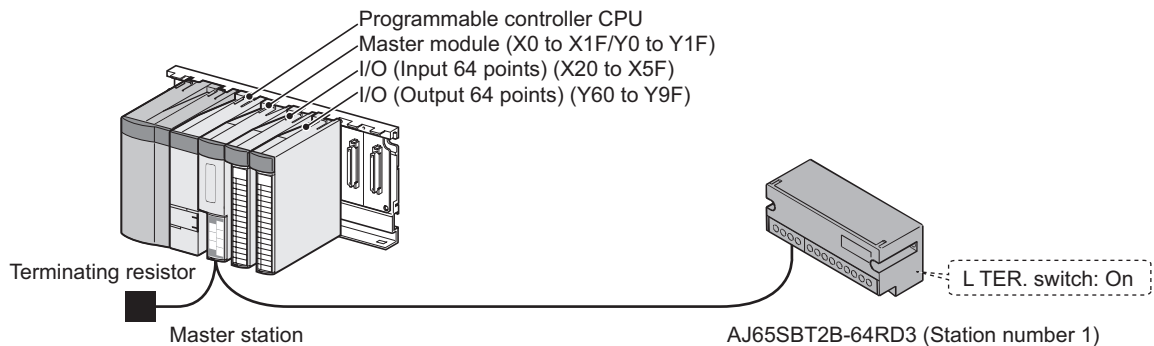 Programmable controller CPU
Master module (X0 to X1F/Y0 to Y1F)
I/O (Input 64 points) (X20 to X5F)
I/O (Output 64 points) (Y60 to Y9F)
Terminating resistor
L TER. switch: On
Master station
AJ65SBT2B-64RD3 (Station number 1)